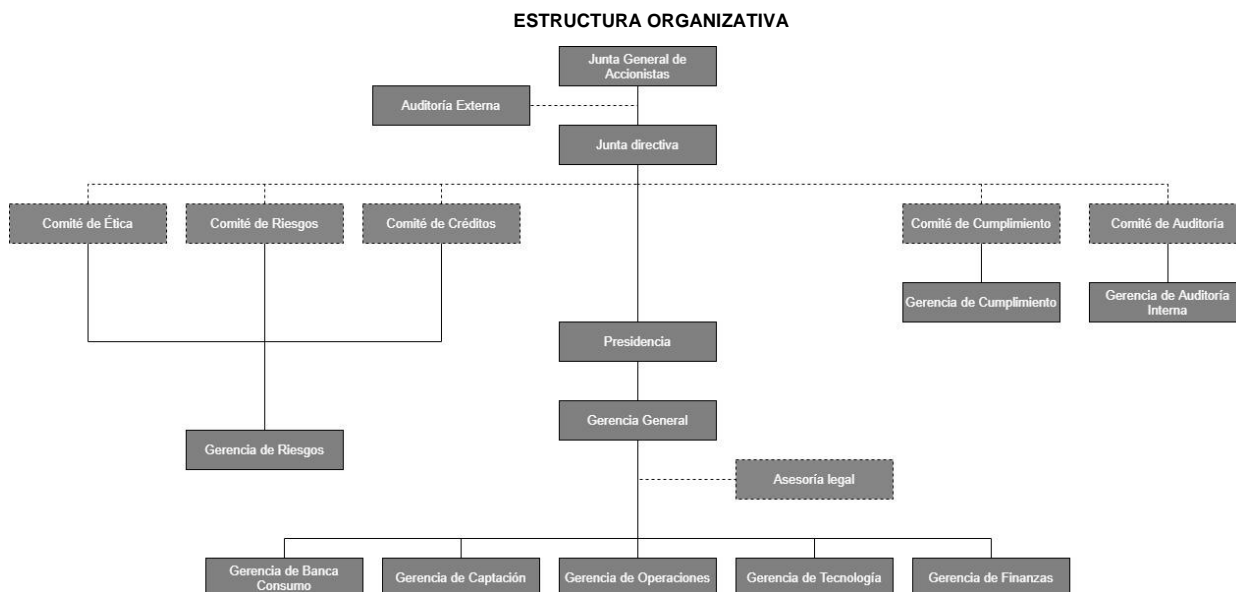 ESTRUCTURA ORGANIZATIVA
Junta General de
Accionistas
Auditoría Externa
Junta directiva
Comité de Ética
Comité de Riesgos
Comité de Créditos
Comité de Cumplimiento
Comité de Auditoría
Gerencia de Cumplimiento
Gerencia de Auditoría
Interna
Presidencia
Gerencia General
Gerencia de Riesgos
Asesoría legal
Gerencia de Banca
Consumo
Gerencia de Captación
Gerencia de Operaciones
Gerencia de Tecnología
Gerencia de Finanzas